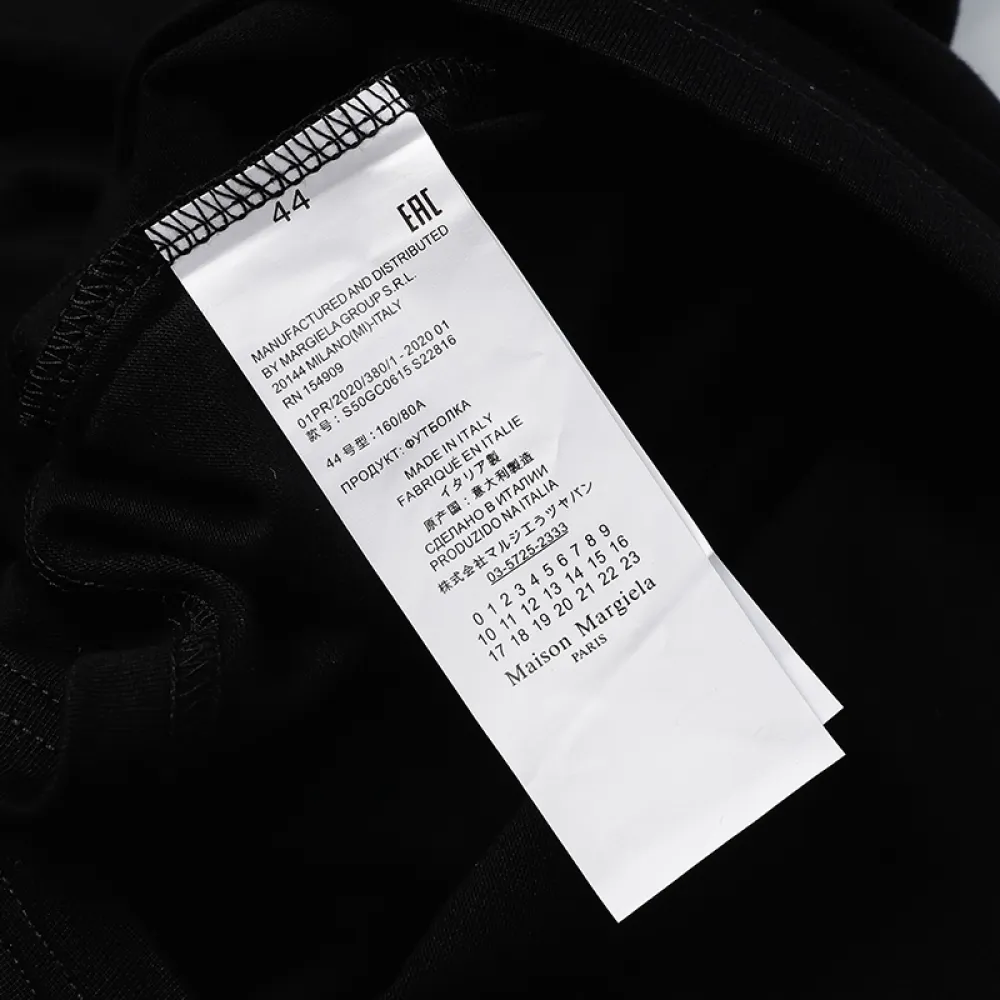 44
EAC
MANUFACTURED AND DISTRIBUTED
BY MARGIELA GROUP S.R.L.
20144 MILANO(MI)-ITALY
RN 154909
01PR/2020/380/1 - 2020 01
款号：S50GC0615 S22816
44 号型：160/80A
ПРОДУКТ: ФУТБОЛКА
MADE IN ITALY
FABRIQUÉ EN ITALIE
イタリア製
原产国：意大利製造
СДЕЛАНО В ИТАЛИИ
PRODUZIDO NA ITALIA
株式会社マルジエラツヤパン
03-5725-2333
0 1 2 3 4 5 6 7 8 9
10 11 12 13 14 15 16
17 18 19 20 21 22 23
Maison Margiela
PARIS